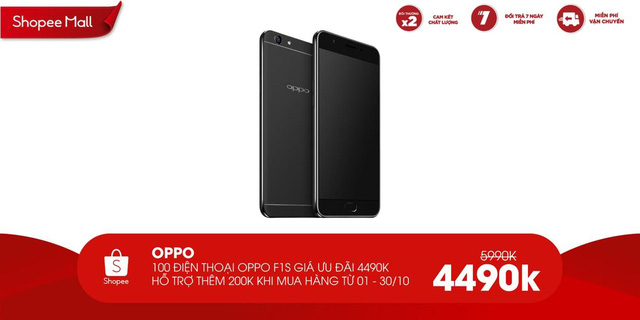 Shopee Mall
BỒI THƯỜNG
x2
CAM KẾT
CHẤT LƯỢNG
7
ĐỔI TRẢ 7 NGÀY
MIỄN PHÍ
MIỄN PHÍ
VẬN CHUYỂN
oppo
S
Shopee
OPPO
100 ĐIỆN THOẠI OPPO F1S GIÁ ƯU ĐÃI 4490K
HỖ TRỢ THÊM 200K KHI MUA HÀNG TỪ 01 - 30/10
5990K
4490k